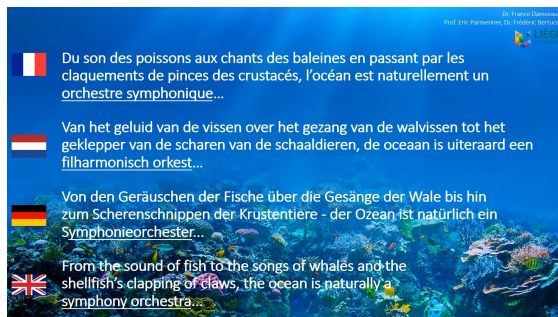 Dr. France Damseaux
Prof. Eric Parmentier, Dr. Frédéric Bertucci
LIÈGE
Du son des poissons aux chants des baleines en passant par les
claquements de pinces des crustacés, l'océan est naturellement un
orchestre symphonique...
Van het geluid van de vissen over het gezang van de walvissen tot het
geklepper van de scharen van de schaaldieren, de oceaan is uiteraard een
filharmonisch orkest...
Von den Geräuschen der Fische über die Gesänge der Wale bis hin
zum Scherenschnippen der Krustentiere - der Ozean ist natürlich ein
Symphonieorchester...
From the sound of fish to the songs of whales and the
shellfish's clapping of claws, the ocean is naturally a
symphony orchestra...